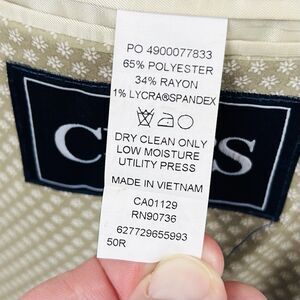 PO 4900077833
65% POLYESTER
34% RAYON
1% LYCRA®SPANDEX
DRY CLEAN ONLY
LOW MOISTURE
UTILITY PRESS
MADE IN VIETNAM
CA01129
RN90736
627729655993
50R